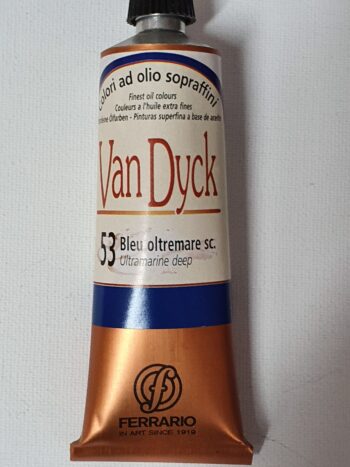 Colori ad olio sopraffini
Finest oil colours
Couleurs a l'huile extra fines
Ölfarben - Pinturas superfina a base de aceite
Van Dyck
53 Bleu oltremare sc.
Ultramarine deep
FERRARIO
IN ART SINCE 1919